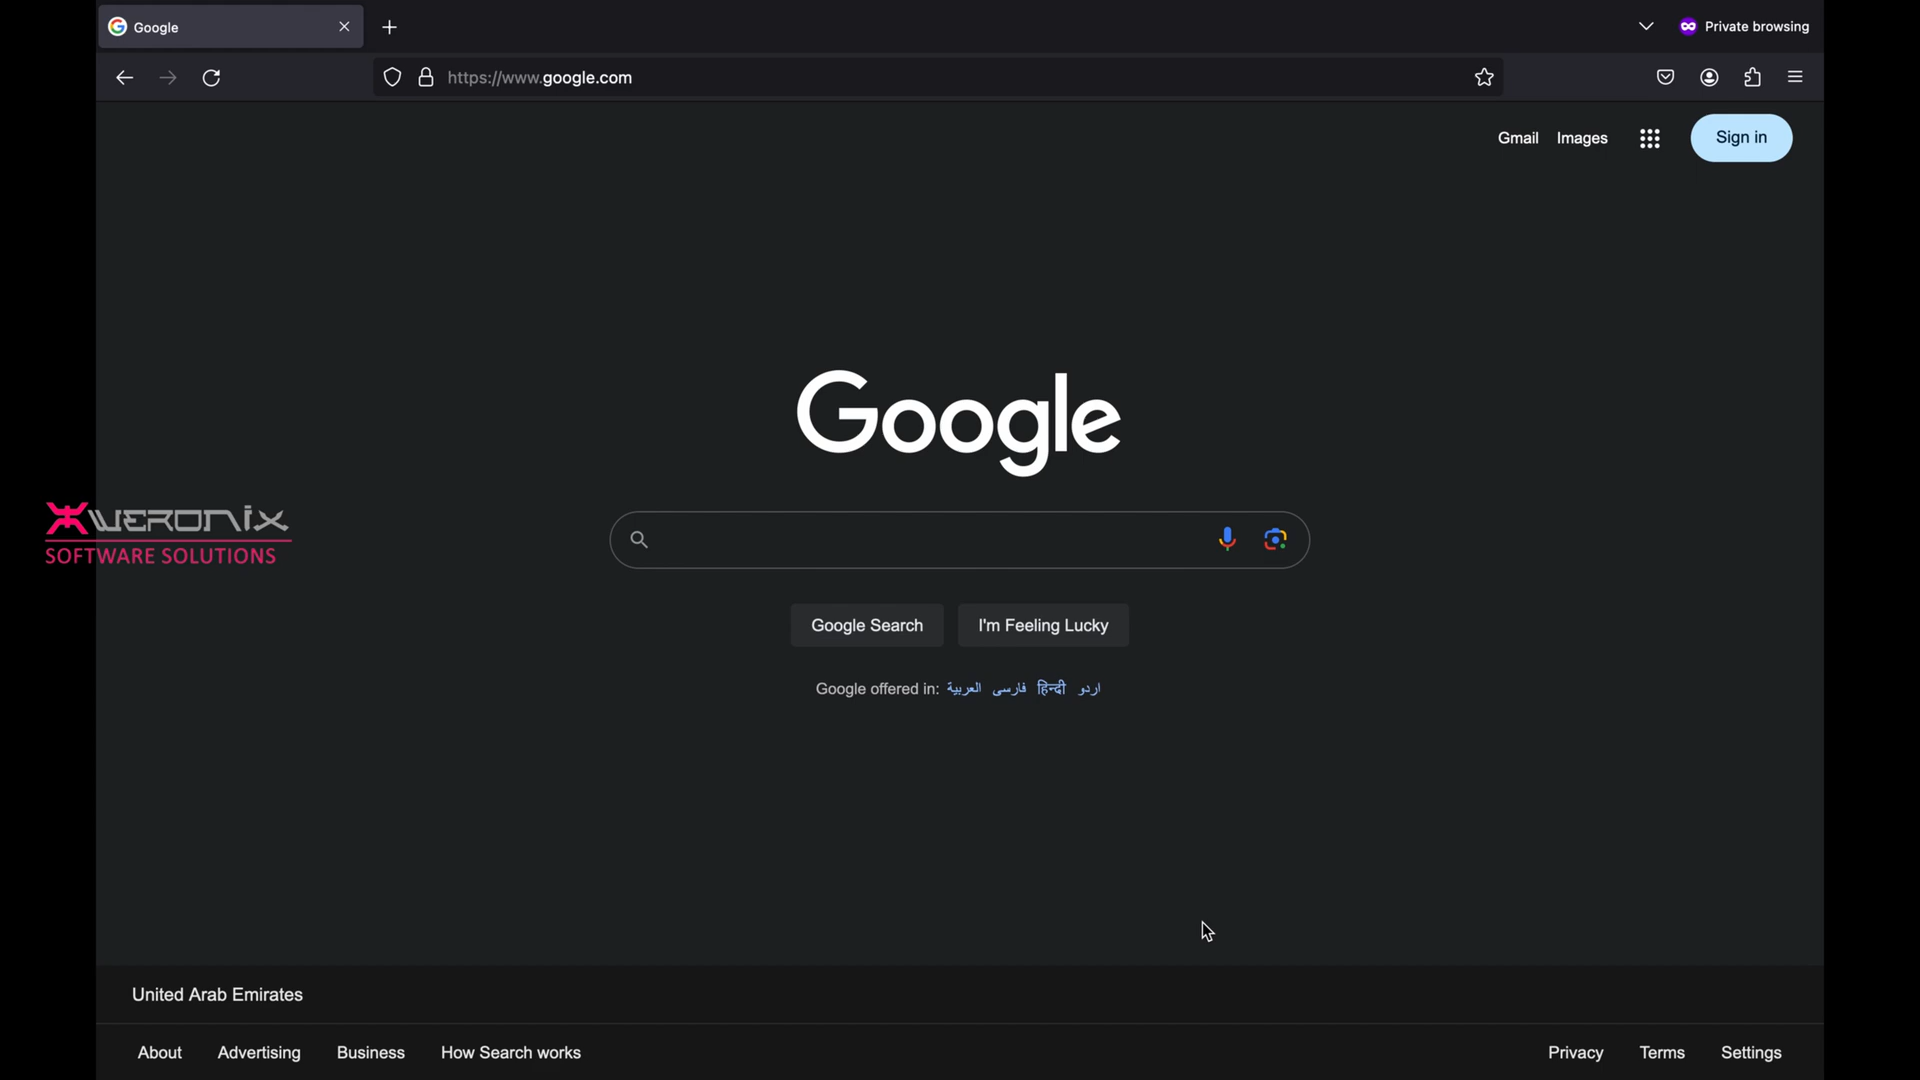 Google
Private browsing
https://www.google.com
Gmail Images Sign in
Google
WERONIX
SOFTWARE SOLUTIONS
Google Search I'm Feeling Lucky
Google offered in: العربية فارسی हिन्दी اردو
United Arab Emirates
About Advertising Business How Search works Privacy Terms Settings